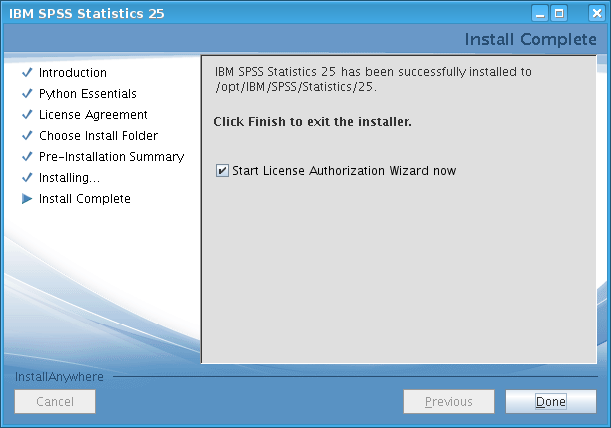 IBM SPSS Statistics 25
Install Complete
Introduction
Python Essentials
License Agreement
Choose Install Folder
Pre-Installation Summary
Installing...
Install Complete
IBM SPSS Statistics 25 has been successfully installed to
/opt/IBM/SPSS/Statistics/25.
Click Finish to exit the installer.
Start License Authorization Wizard now
InstallAnywhere
Cancel
Previous
Done